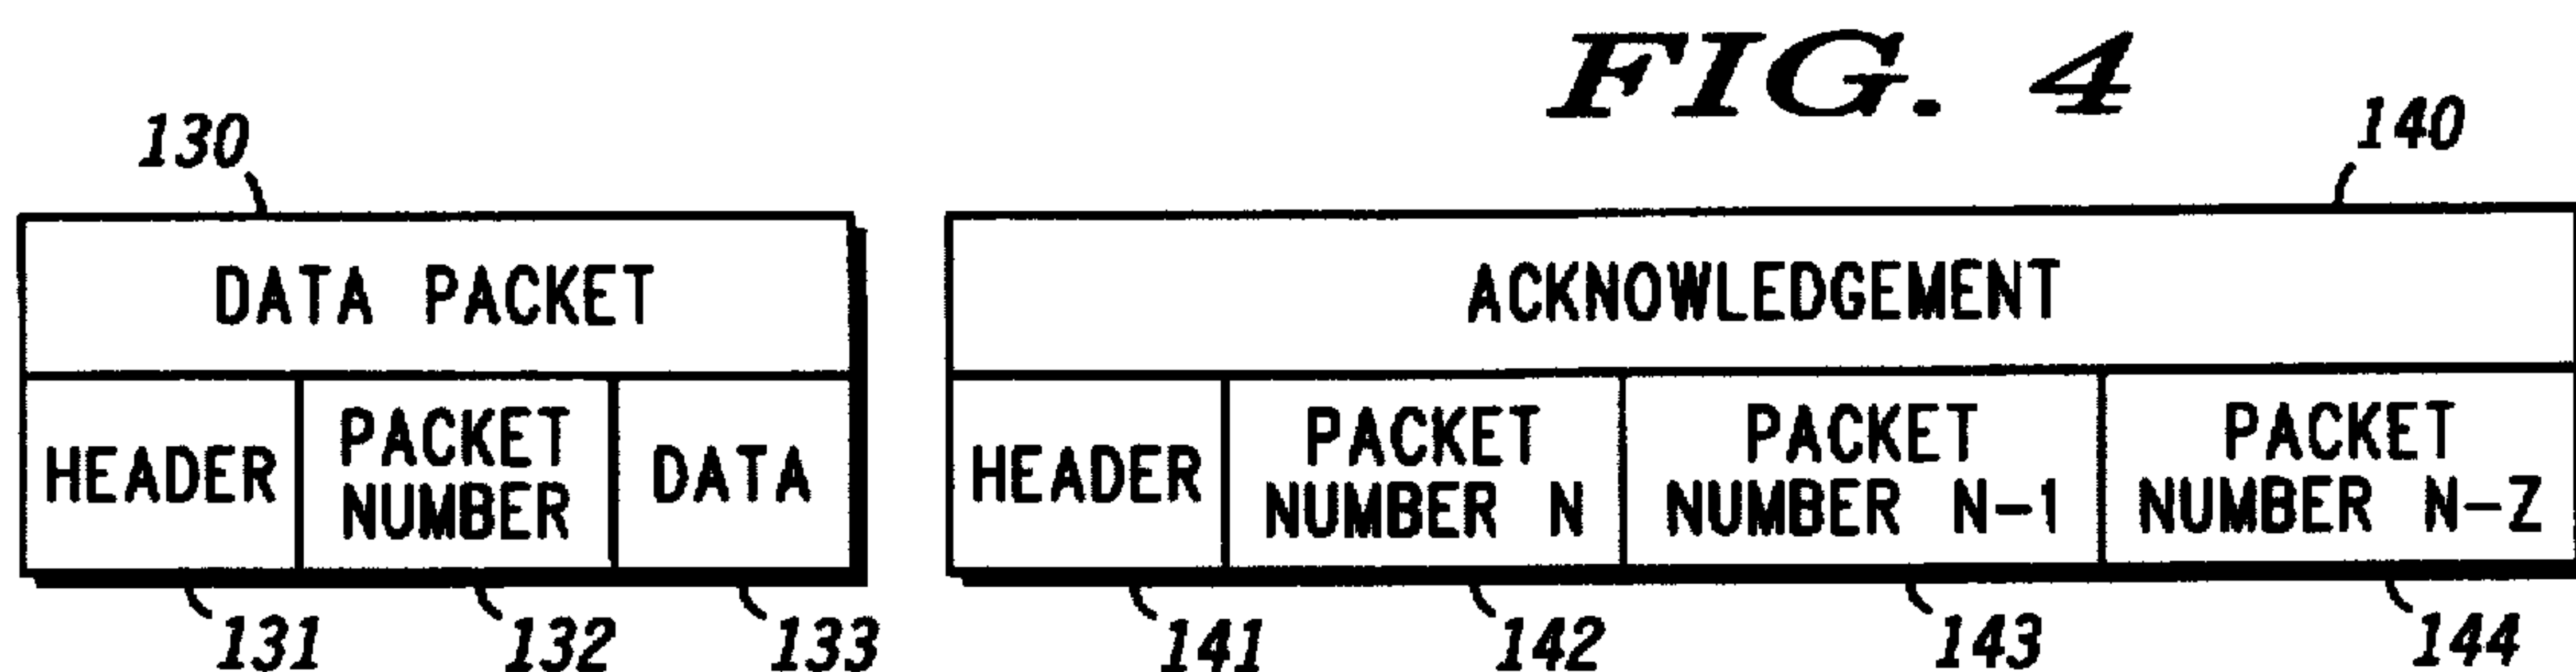 FIG. 4
130
140
DATA PACKET
ACKNOWLEDGEMENT
HEADER
PACKET
NUMBER
DATA
HEADER
PACKET
NUMBER N
PACKET
NUMBER N-1
PACKET
NUMBER N-Z
131
132
133
141
142
143
144